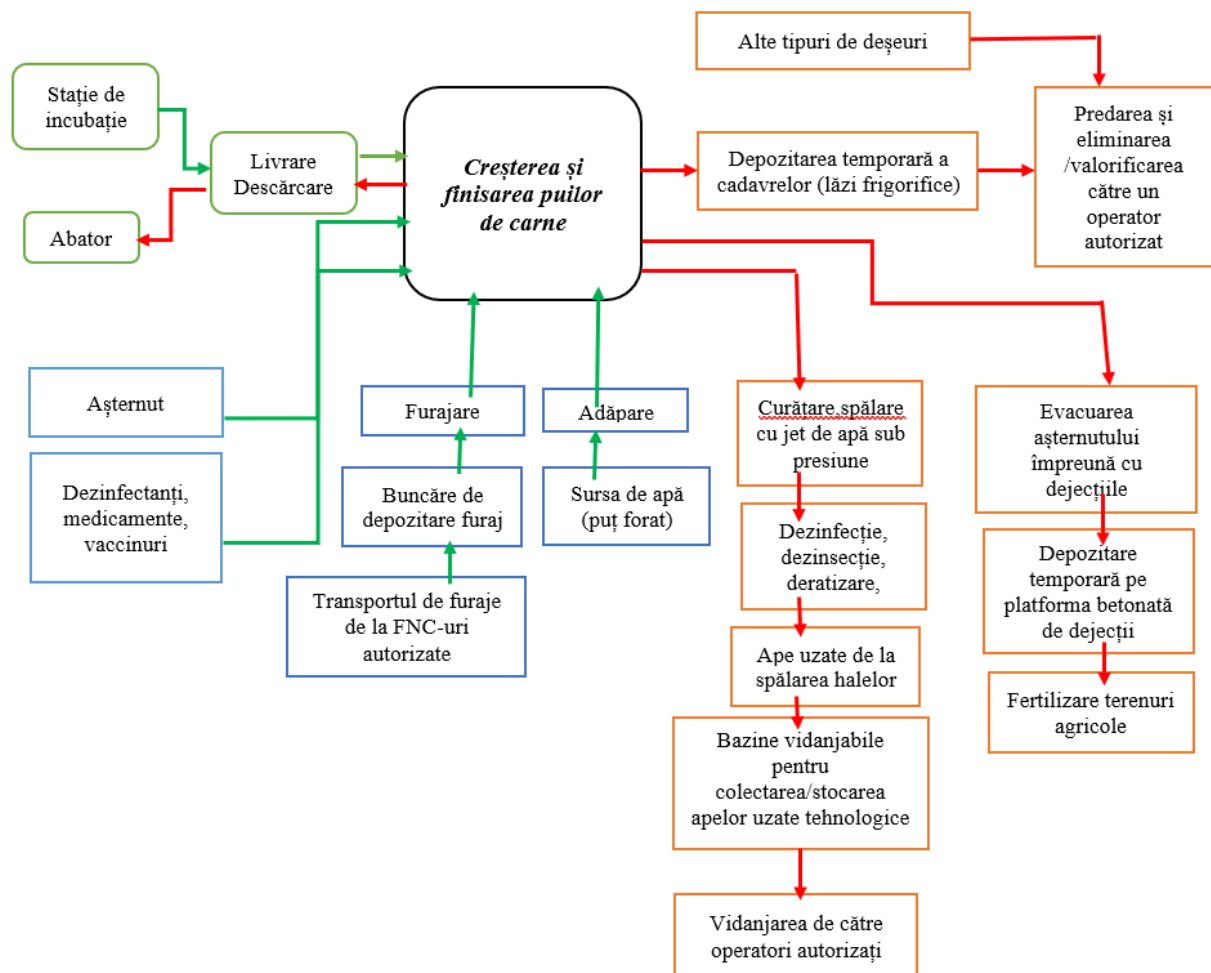 Alte tipuri de deșeuri
Stație de
incubație
Livrare
Descărcare
Abator
Creșterea și
finisarea puilor
de carne
Depozitarea temporară a
cadavrelor (lăzi frigorifice)
Predarea și
eliminarea
/valorificarea
către un
operator
autorizat
Așternut
Dezinfectanți,
medicamente,
vaccinuri
Furajare
Buncăre de
depozitare furaj
Transportul de furaje
de la FNC-uri
autorizate
Adăpare
Sursa de apă
(puț forat)
Curățare,spălare
cu jet de apă sub
presiune
Dezinfecție,
dezinsecție,
deratizare,
Ape uzate de la
spălarea halelor
Bazine vidanjabile
pentru
colectarea/stocarea
apelor uzate tehnologice
Vidanjarea de către
operatori autorizați
Evacuarea
așternutului
împreună cu
dejecțiile
Depozitare
temporară pe
platforma betonată
de dejecții
Fertilizare terenuri
agricole